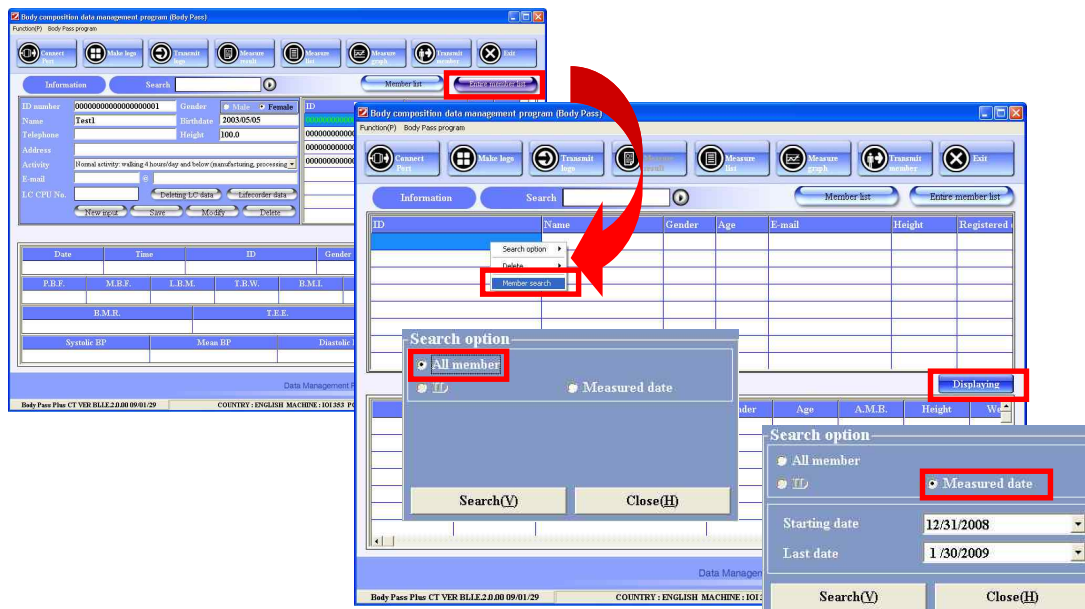 Body composition data management program (Body Pass)
Function(P) Body Pass program
Connect Port
Make logo
Transmit logo
Measure result
Measure list
Measure graph
Transmit member
Exit
Information
Search
Member list
Entire member list
ID number 00000000000000000001 Gender Male Female
Name Test1 Birthdate 2003/05/05
Telephone Height 100.0
Address
Activity Normal activity: walking 4 hours/day and below (manufacturing, processing
E-mail @
LC CPU No. Deleting LC data Lifecorder data
New input Save Modify Delete
ID
Date Time ID Gender
P.B.F. M.B.F. L.B.M. T.B.W. B.M.I.
B.M.R. T.E.E.
Systolic BP Mean BP Diastolic
Data Management
Body Pass Plus CT VER BLI.E.2.0.00 09/01/29 COUNTRY : ENGLISH MACHINE : IOI 353
Body composition data management program (Body Pass)
Function(P) Body Pass program
Connect Port
Make logo
Transmit logo
Measure result
Measure list
Measure graph
Transmit member
Exit
Information
Search
Member list
Entire member list
ID Name Gender Age E-mail Height Registered
Search option
Delete
Member search
Search option
All member
ID Measured date
Search(V) Close(H)
Displaying
Age A.M.B. Height
Search option
All member
ID Measured date
Starting date 12/31/2008
Last date 1 /30/2009
Search(V) Close(H)
Body Pass Plus CT VER BLI.E.2.0.00 09/01/29 COUNTRY : ENGLISH MACHINE : IOI